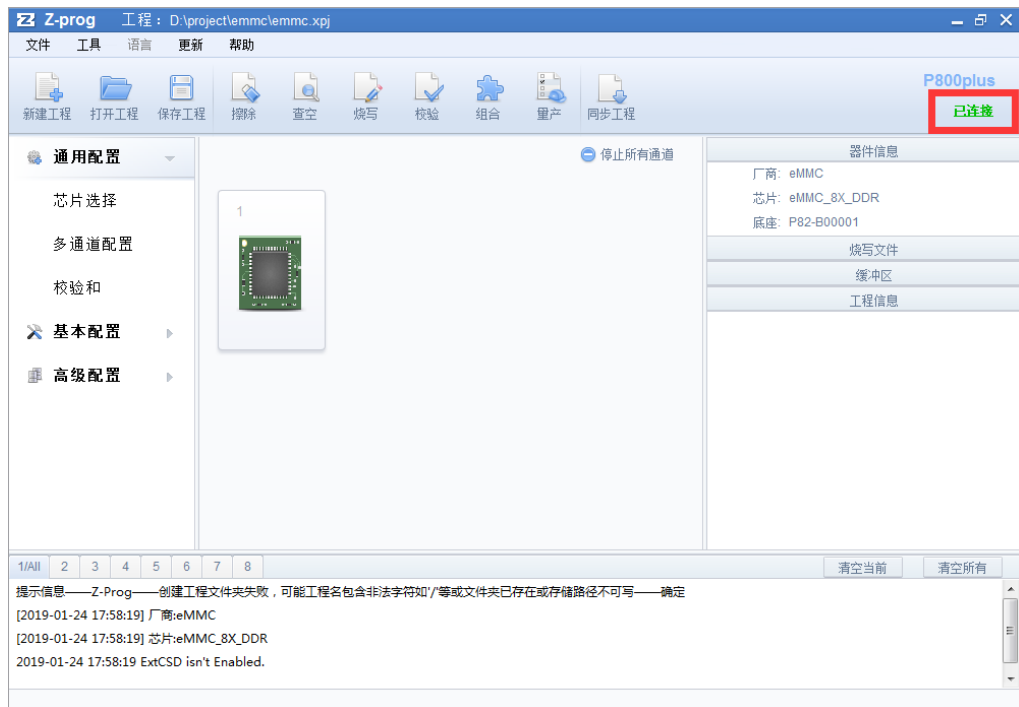 Z-prog 工程：D:\project\emmc\emmc.xpj
文件 工具 语言 更新 帮助
P800plus
新建工程 打开工程 保存工程 擦除 查空 烧写 校验 组合 量产 同步工程
已连接
通用配置
芯片选择
多通道配置
校验和
基本配置
高级配置
停止所有通道
1
器件信息
厂商: eMMC
芯片: eMMC_8X_DDR
底座: P82-B00001
烧写文件
缓冲区
工程信息
1/All 2 3 4 5 6 7 8 清空当前 清空所有
提示信息——Z-Prog——创建工程文件夹失败，可能工程名包含非法字符如'/'等或文件夹已存在或存储路径不可写——确定
[2019-01-24 17:58:19] 厂商:eMMC
[2019-01-24 17:58:19] 芯片:eMMC_8X_DDR
2019-01-24 17:58:19 ExtCSD isn't Enabled.